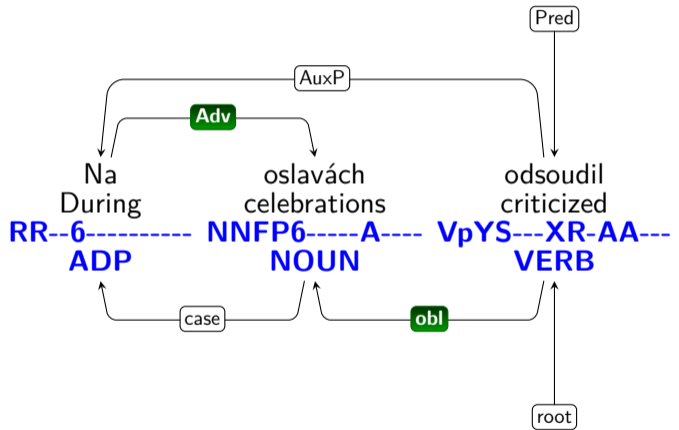 Pred
AuxP
Adv
Na oslavách odsoudil
During celebrations criticized
RR--6---------- NNFP6-----A---- VpYS---XR-AA---
ADP NOUN VERB
case obl
root